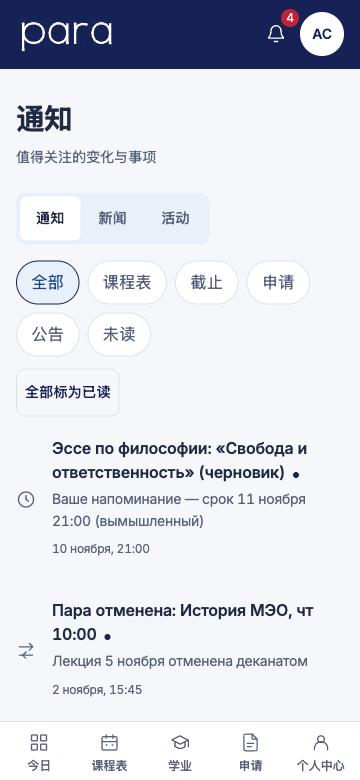 para
4
AC
通知
值得关注的变化与事项
通知 新闻 活动
全部 课程表 截止 申请
公告 未读
全部标为已读
Эссе по философии: «Свобода и
ответственность» (черновик)
Ваше напоминание — срок 11 ноября
21:00 (вымышленный)
10 ноября, 21:00
Пара отменена: История МЭО, чт
10:00
Лекция 5 ноября отменена деканатом
2 ноября, 15:45
今日 课程表 学业 申请 个人中心